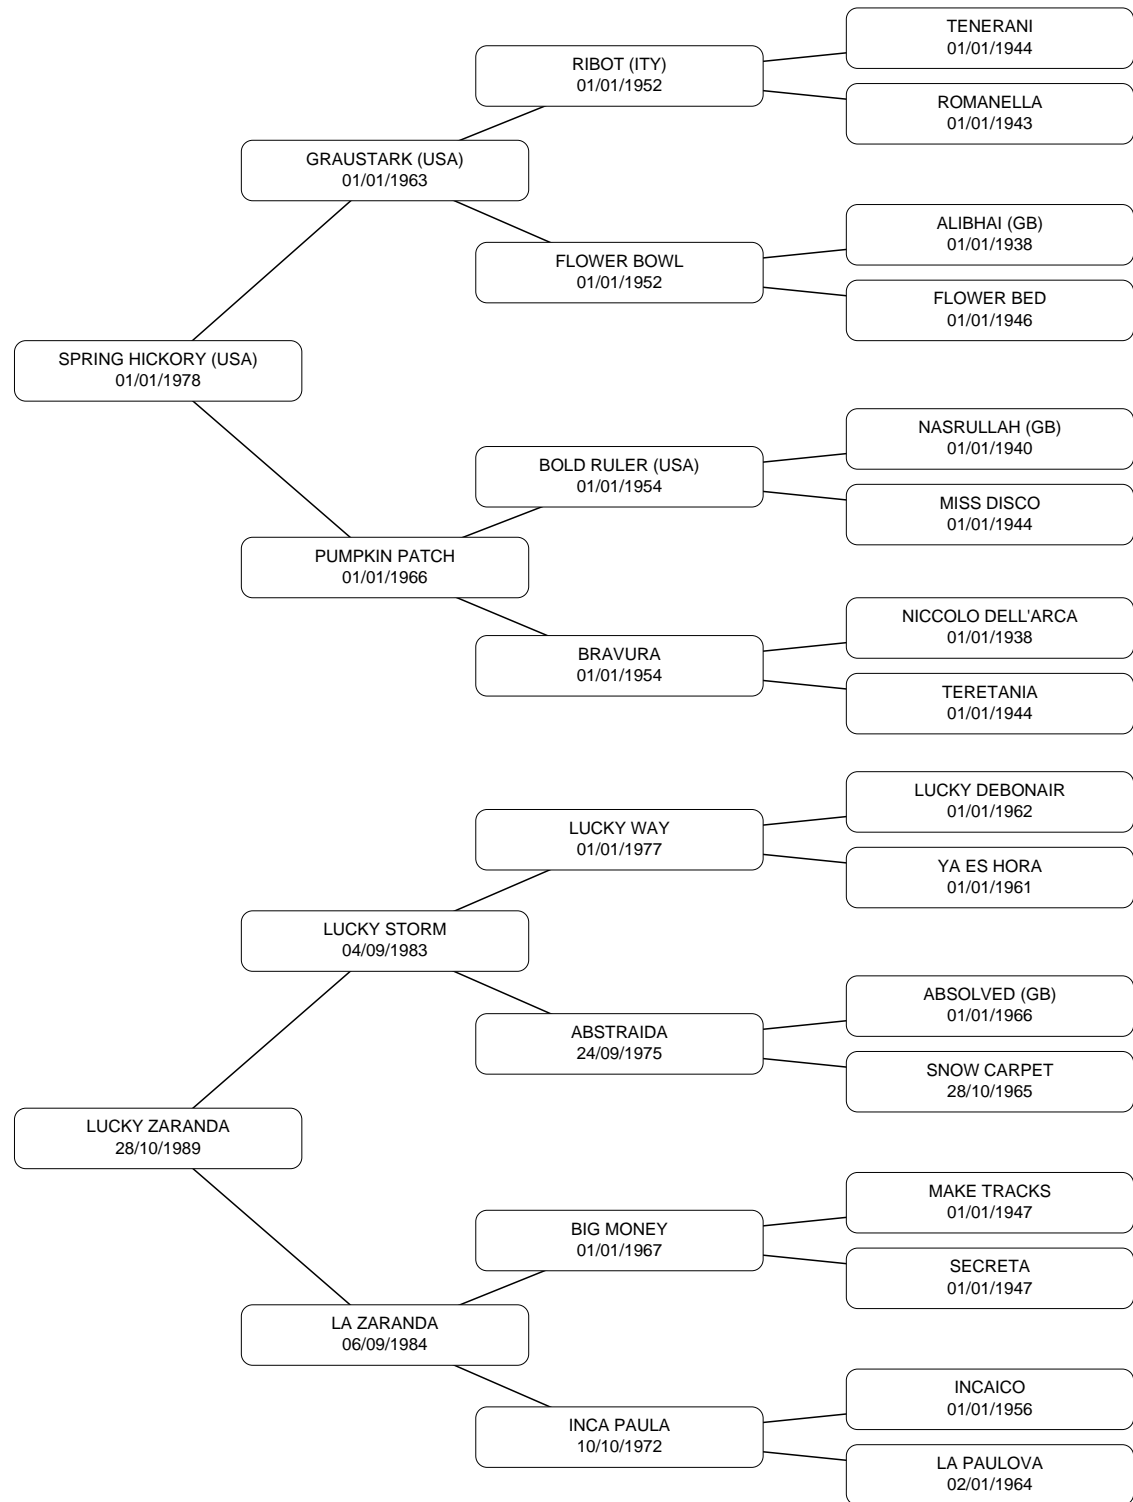 TENERANI
01/01/1944
RIBOT (ITY)
01/01/1952
ROMANELLA
01/01/1943
GRAUSTARK (USA)
01/01/1963
ALIBHAI (GB)
01/01/1938
FLOWER BOWL
01/01/1952
FLOWER BED
01/01/1946
SPRING HICKORY (USA)
01/01/1978
NASRULLAH (GB)
01/01/1940
BOLD RULER (USA)
01/01/1954
MISS DISCO
01/01/1944
PUMPKIN PATCH
01/01/1966
NICCOLO DELL'ARCA
01/01/1938
BRAVURA
01/01/1954
TERETANIA
01/01/1944
LUCKY DEBONAIR
01/01/1962
LUCKY WAY
01/01/1977
YA ES HORA
01/01/1961
LUCKY STORM
04/09/1983
ABSOLVED (GB)
01/01/1966
ABSTRAIDA
24/09/1975
SNOW CARPET
28/10/1965
LUCKY ZARANDA
28/10/1989
MAKE TRACKS
01/01/1947
BIG MONEY
01/01/1967
SECRETA
01/01/1947
LA ZARANDA
06/09/1984
INCAICO
01/01/1956
INCA PAULA
10/10/1972
LA PAULOVA
02/01/1964